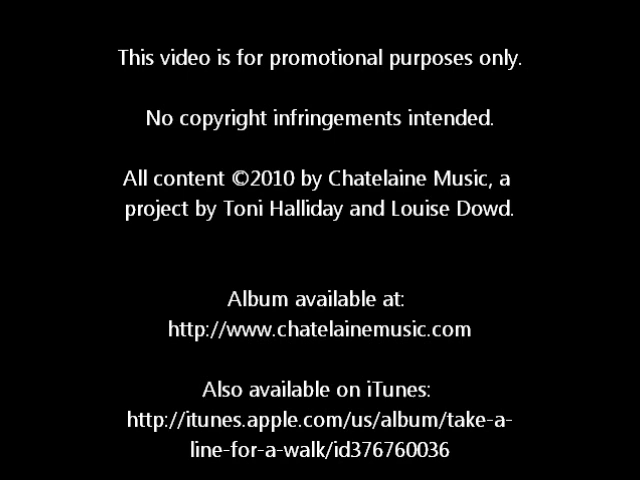 This video is for promotional purposes only.
No copyright infringements intended.
All content ©2010 by Chatelaine Music, a
project by Toni Halliday and Louise Dowd.
Album available at:
http://www.chatelainemusic.com
Also available on iTunes:
http://itunes.apple.com/us/album/take-a-
line-for-a-walk/id376760036